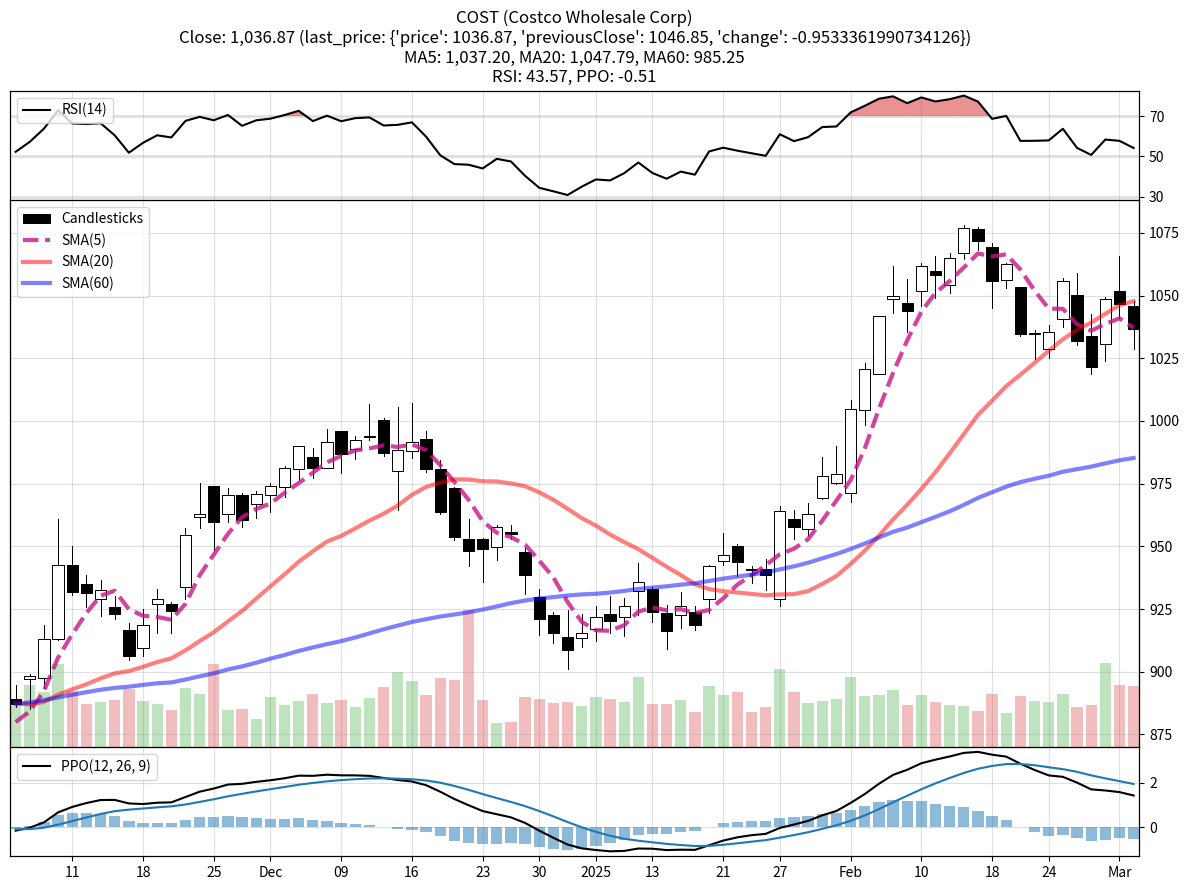 COST (Costco Wholesale Corp)
Close: 1,036.87 (last_price: {'price': 1036.87, 'previousClose': 1046.85, 'change': -0.9533361990734126})
MA5: 1,037.20, MA20: 1,047.79, MA60: 985.25
RSI: 43.57, PPO: -0.51
RSI(14)
70
50
30
Candlesticks
SMA(5)
SMA(20)
SMA(60)
1075
1050
1025
1000
975
950
925
900
875
PPO(12, 26, 9)
2
0
11 18 25 Dec 09 16 23 30 2025 13 21 27 Feb 10 18 24 Mar